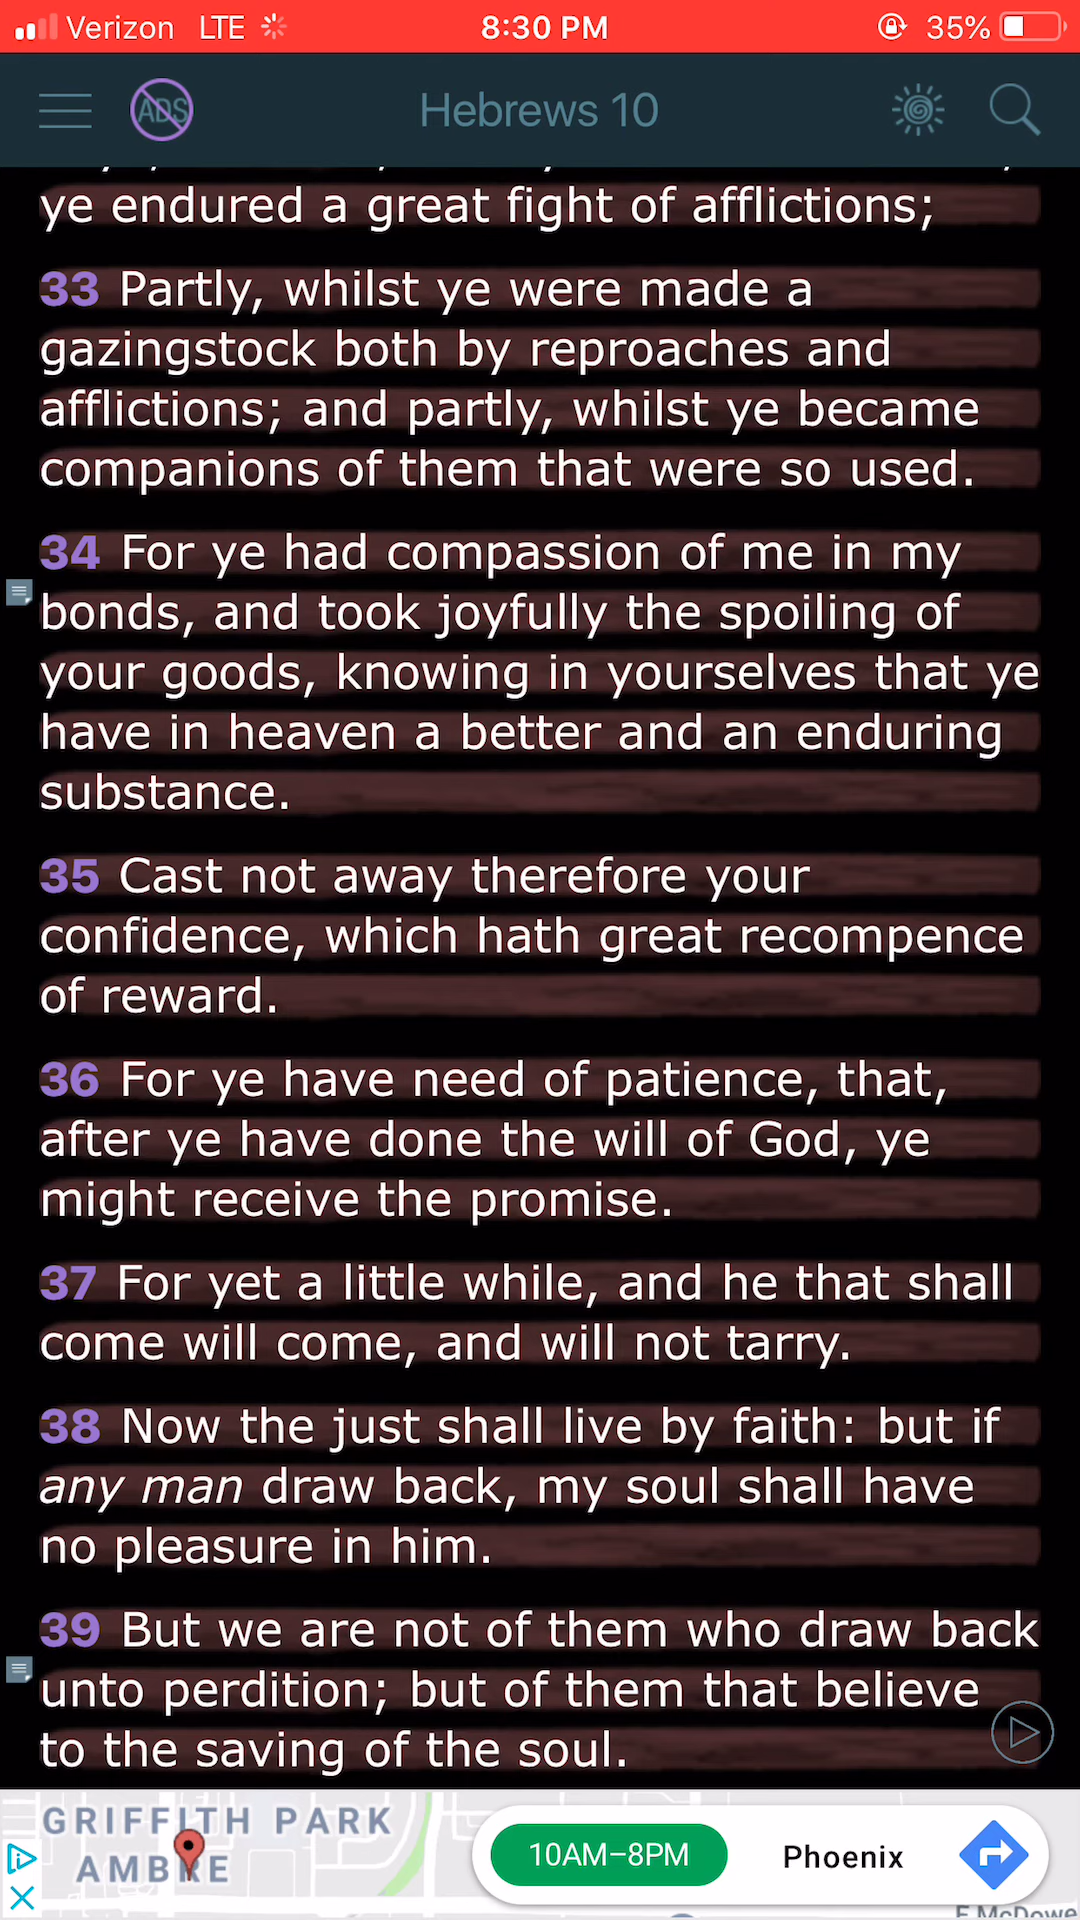 Verizon LTE 8:30 PM 35%
ADS Hebrews 10
ye endured a great fight of afflictions;
33 Partly, whilst ye were made a
gazingstock both by reproaches and
afflictions; and partly, whilst ye became
companions of them that were so used.
34 For ye had compassion of me in my
bonds, and took joyfully the spoiling of
your goods, knowing in yourselves that ye
have in heaven a better and an enduring
substance.
35 Cast not away therefore your
confidence, which hath great recompence
of reward.
36 For ye have need of patience, that,
after ye have done the will of God, ye
might receive the promise.
37 For yet a little while, and he that shall
come will come, and will not tarry.
38 Now the just shall live by faith: but if
any man draw back, my soul shall have
no pleasure in him.
39 But we are not of them who draw back
unto perdition; but of them that believe
to the saving of the soul.
GRIFFITH PARK
AMBRE
10AM–8PM Phoenix
E McDowe